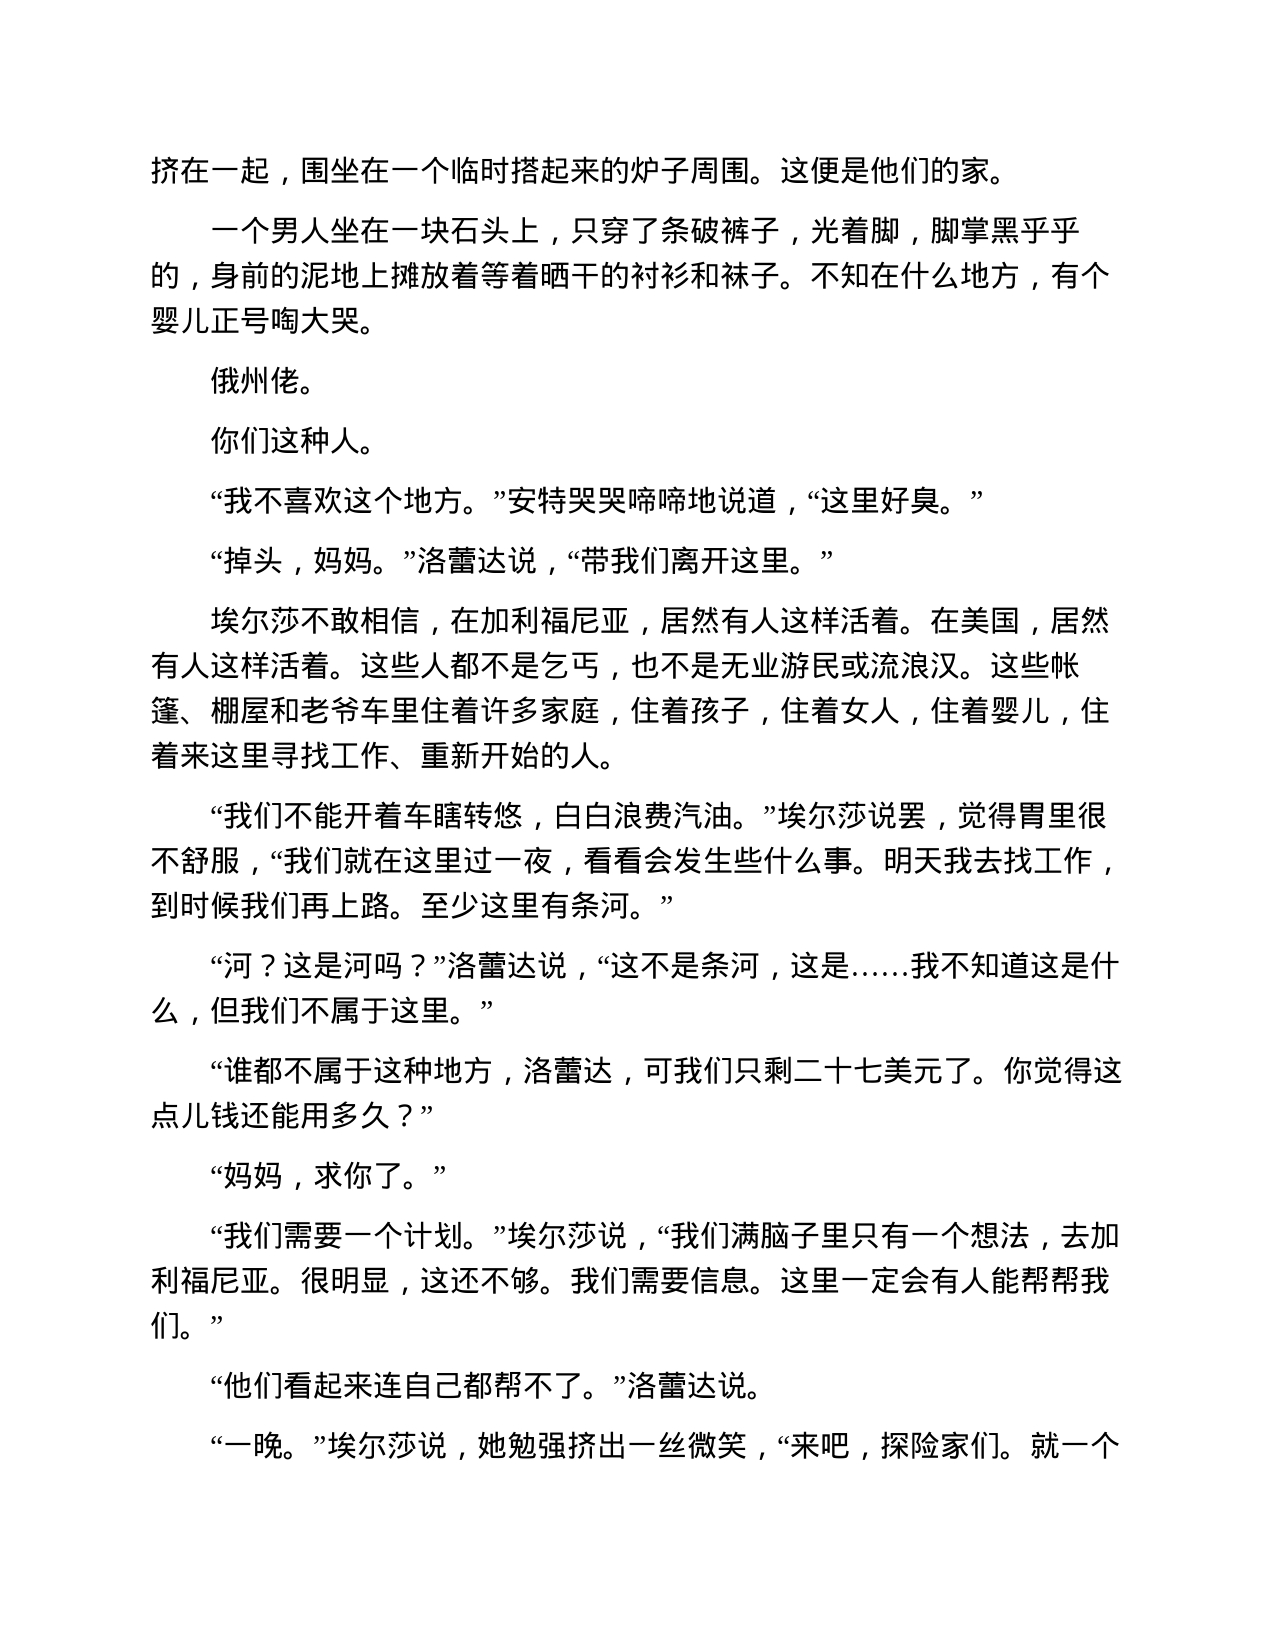 挤在一起，围坐在一个临时搭起来的炉子周围。这便是他们的家。
一个男人坐在一块石头上，只穿了条破裤子，光着脚，脚掌黑乎乎
的，身前的泥地上摊放着等着晒干的衬衫和袜子。不知在什么地方，有个
婴儿正号啕大哭。
俄州佬。
你们这种人。
“我不喜欢这个地方。”安特哭哭啼啼地说道，“这里好臭。”
“掉头，妈妈。”洛蕾达说，“带我们离开这里。”
埃尔莎不敢相信，在加利福尼亚，居然有人这样活着。在美国，居然
有人这样活着。这些人都不是乞丐，也不是无业游民或流浪汉。这些帐
篷、棚屋和老爷车里住着许多家庭，住着孩子，住着女人，住着婴儿，住
着来这里寻找工作、重新开始的人。
“我们不能开着车瞎转悠，白白浪费汽油。”埃尔莎说罢，觉得胃里很
不舒服，“我们就在这里过一夜，看看会发生些什么事。明天我去找工作，
到时候我们再上路。至少这里有条河。”
“河？这是河吗？”洛蕾达说，“这不是条河，这是……我不知道这是什
么，但我们不属于这里。”
“谁都不属于这种地方，洛蕾达，可我们只剩二十七美元了。你觉得这
点儿钱还能用多久？”
“妈妈，求你了。”
“我们需要一个计划。”埃尔莎说，“我们满脑子里只有一个想法，去加
利福尼亚。很明显，这还不够。我们需要信息。这里一定会有人能帮帮我
们。”
“他们看起来连自己都帮不了。”洛蕾达说。
“一晚。”埃尔莎说，她勉强挤出一丝微笑，“来吧，探险家们。就一个